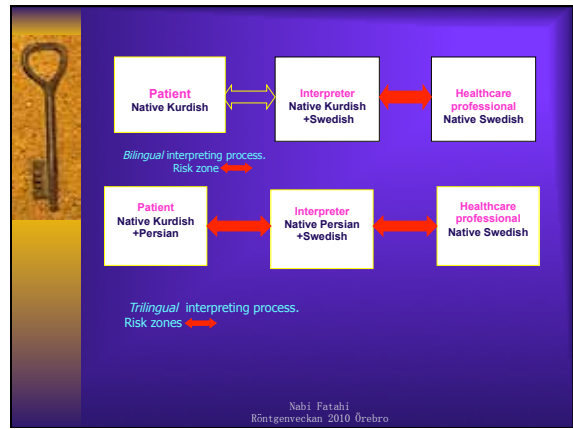 Patient
Native Kurdish
Interpreter
Native Kurdish
+Swedish
Healthcare
professional
Native Swedish
Bilingual interpreting process.
Risk zone
Patient
Native Kurdish
+Persian
Interpreter
Native Persian
+Swedish
Healthcare
professional
Native Swedish
Trilingual interpreting process.
Risk zones
Nabi Fatahi
Röntgenveckan 2010 Örebro